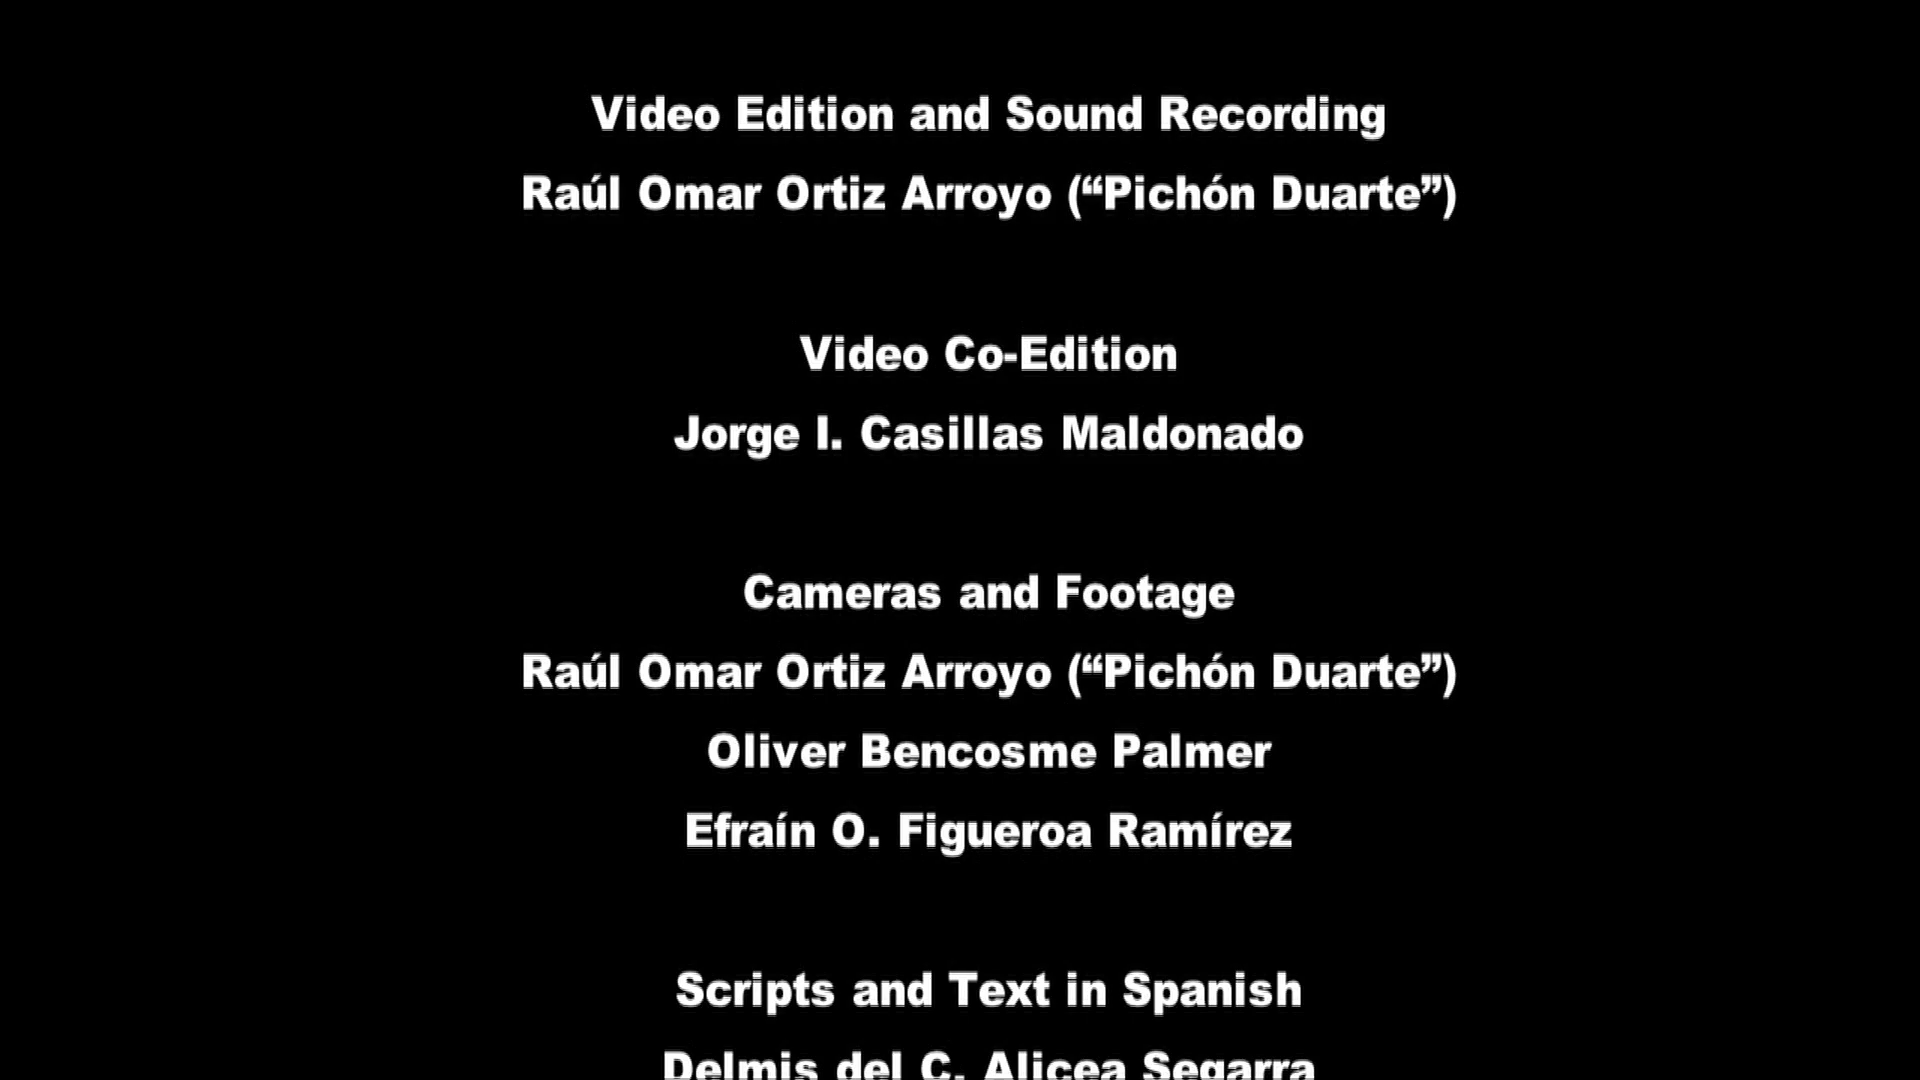 Video Edition and Sound Recording
Raúl Omar Ortiz Arroyo (“Pichón Duarte”)
Video Co-Edition
Jorge I. Casillas Maldonado
Cameras and Footage
Raúl Omar Ortiz Arroyo (“Pichón Duarte”)
Oliver Bencosme Palmer
Efraín O. Figueroa Ramírez
Scripts and Text in Spanish
Delmis del C. Alicea Segarra